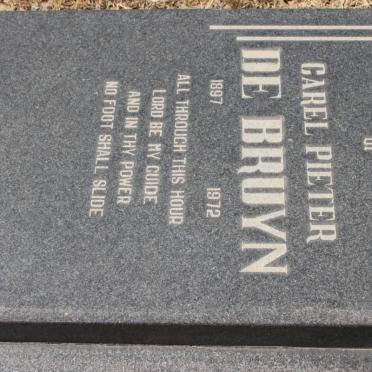 CAREL PIETER
DE BRUYN
1897 1972
ALL THROUGH THIS HOUR
LORD BE MY GUIDE
AND IN THY POWER
NO FOOT SHALL SLIDE